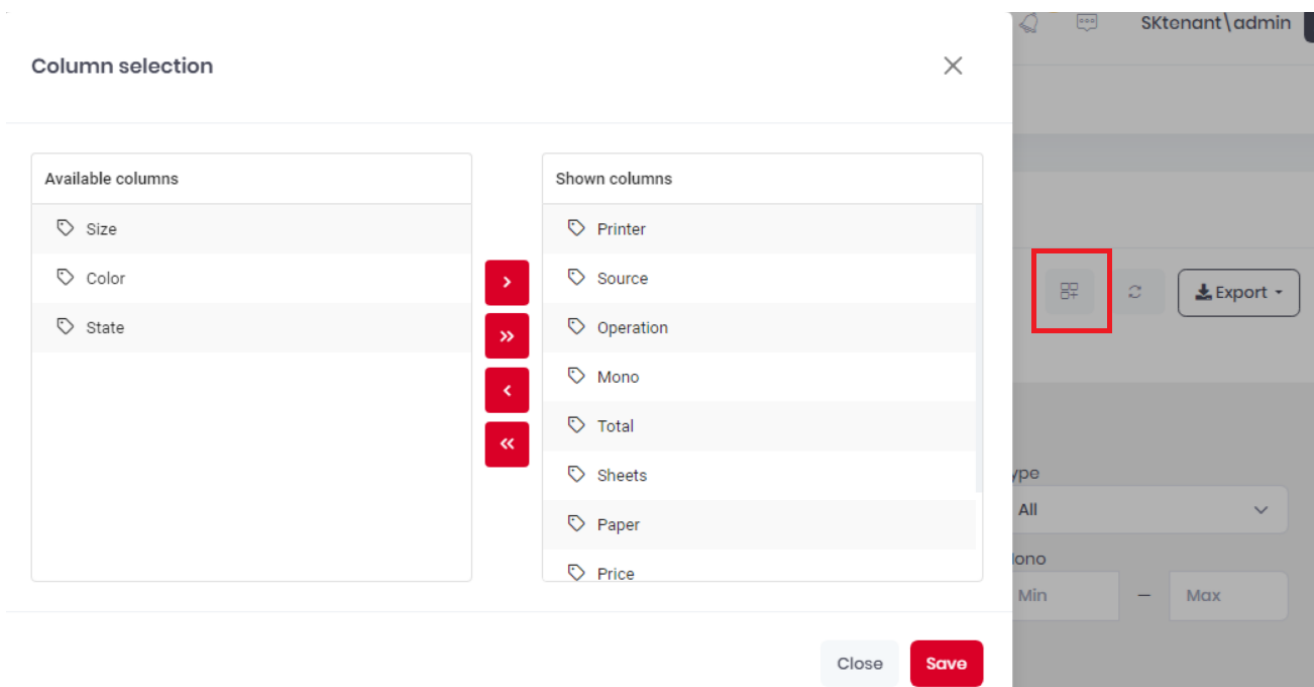 SKtenant\admin
Column selection
Available columns
Shown columns
Size
Printer
Color
Source
State
Operation
Mono
Total
Sheets
Paper
Price
Export
ype
All
lono
Min
–
Max
Close
Save